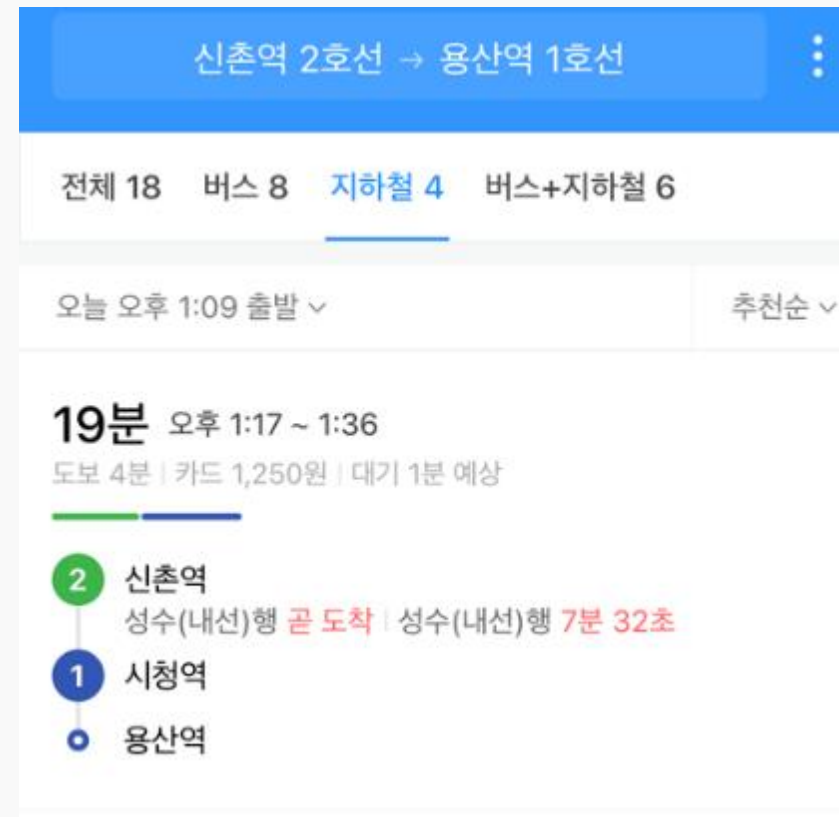 신촌역 2호선 → 용산역 1호선
전체 18 버스 8 지하철 4 버스+지하철 6
오늘 오후 1:09 출발 추천순
19분 오후 1:17 ~ 1:36
도보 4분 | 카드 1,250원 | 대기 1분 예상
2 신촌역
성수(내선)행 곧 도착 | 성수(내선)행 7분 32초
1 시청역
용산역